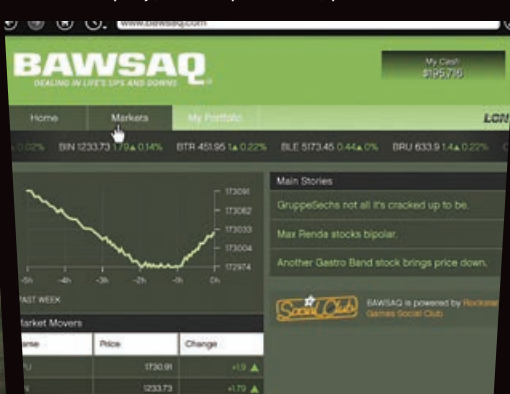 www.bawsaq.com
BAWSAQ
DEALING IN LIFE'S UPS AND DOWNS
My Cash
$195,716
Home Markets My Portfolio LCN
0.02% BIN 1233.73 1.79▲ 0.14% BTR 451.95 1▲ 0.22% BLE 5173.45 0.44▲ 0% BRU 633.9 1.4▲ 0.22%
173091
173062
173033
173004
172974
-5h -4h -3h -2h -1h 0h
PAST WEEK
Main Stories
GruppeSechs not all it's cracked up to be.
Max Renda stocks bipolar.
Another Gastro Band stock brings price down.
Social Club
BAWSAQ is powered by Rockstar
Games Social Club
Market Movers
Name Price Change
1730.91 +1.9 ▲
1233.73 +1.79 ▲